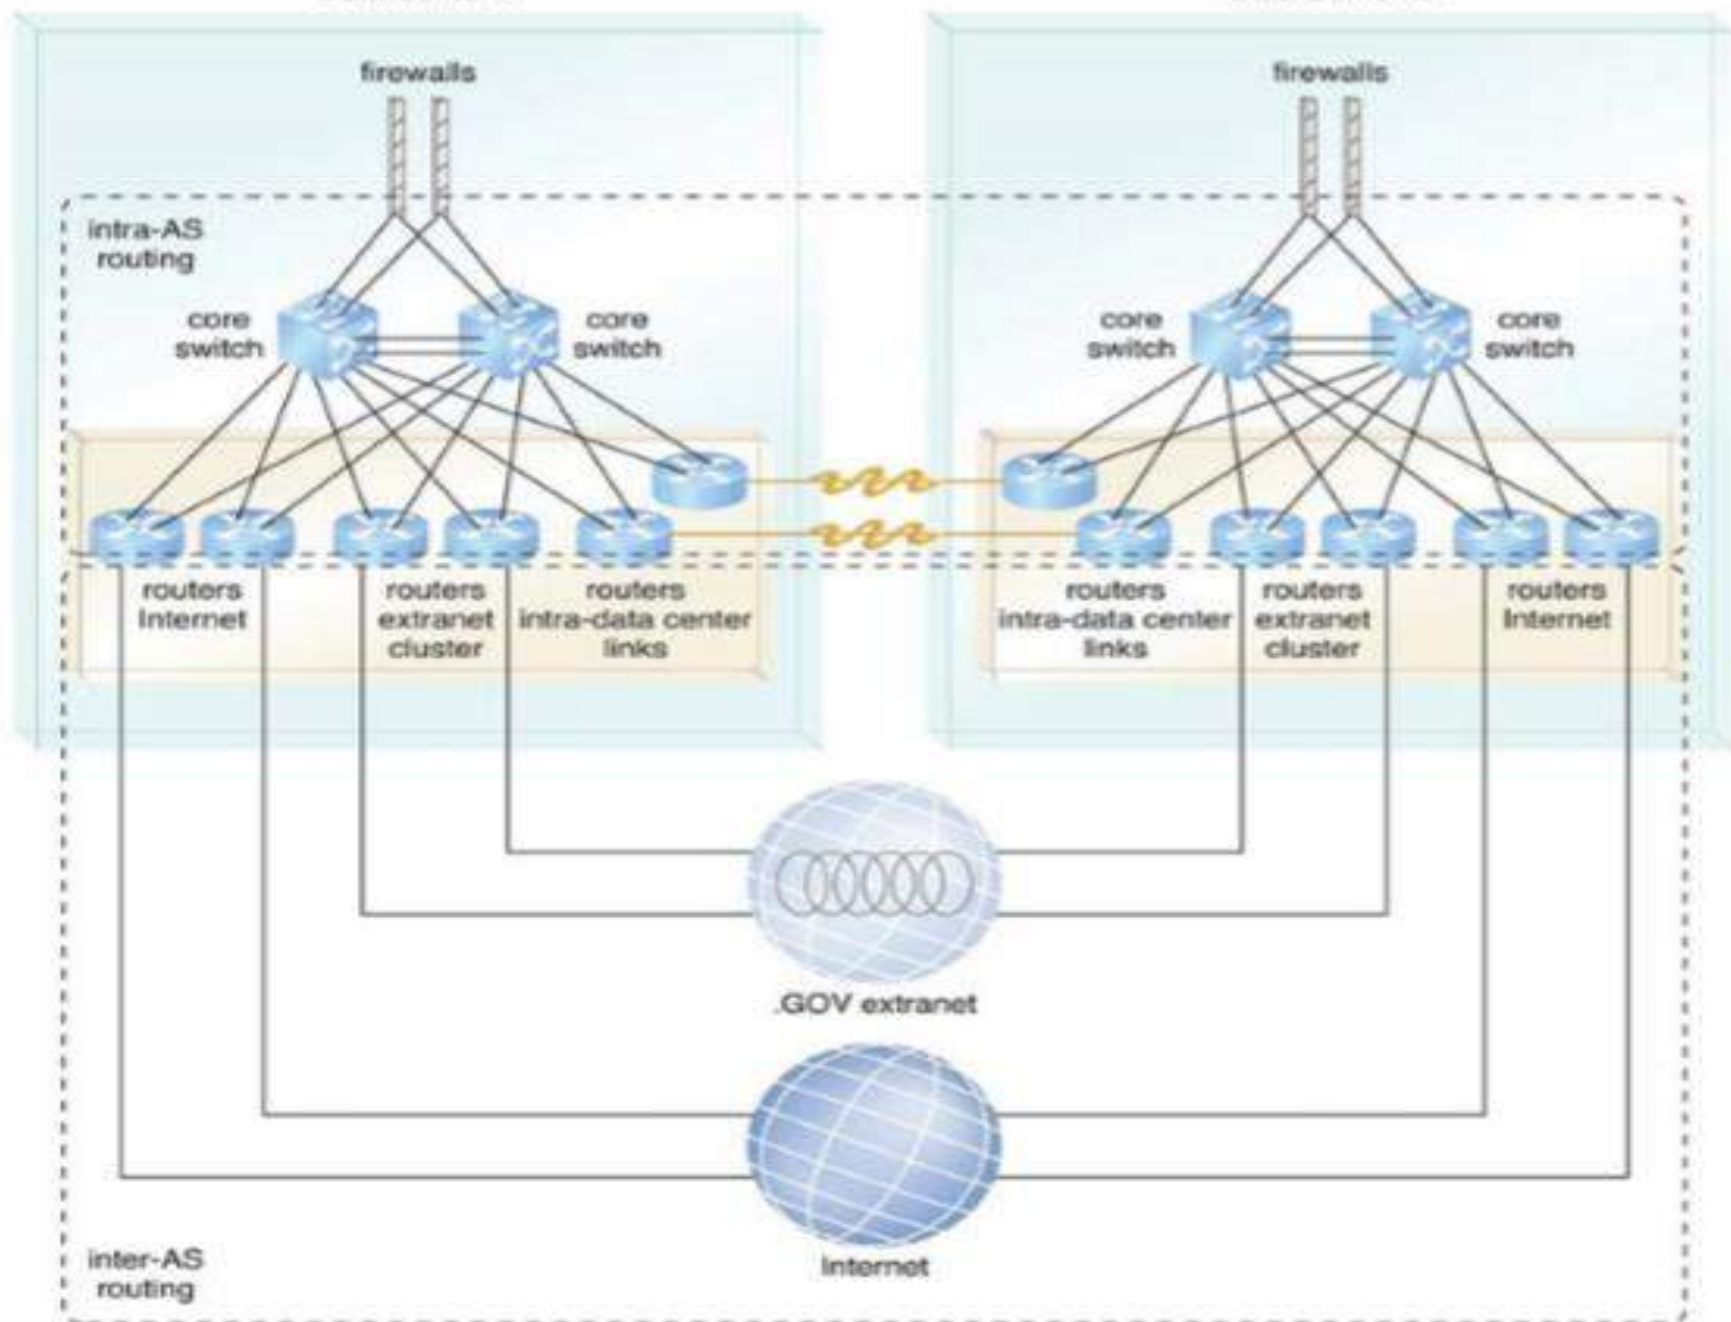 firewalls
firewalls
intra-AS
routing
core
switch
core
switch
core
switch
core
switch
routers
Internet
routers
extranet
cluster
routers
intra-data center
links
routers
intra-data center
links
routers
extranet
cluster
routers
Internet
.GOV extranet
Internet
inter-AS
routing